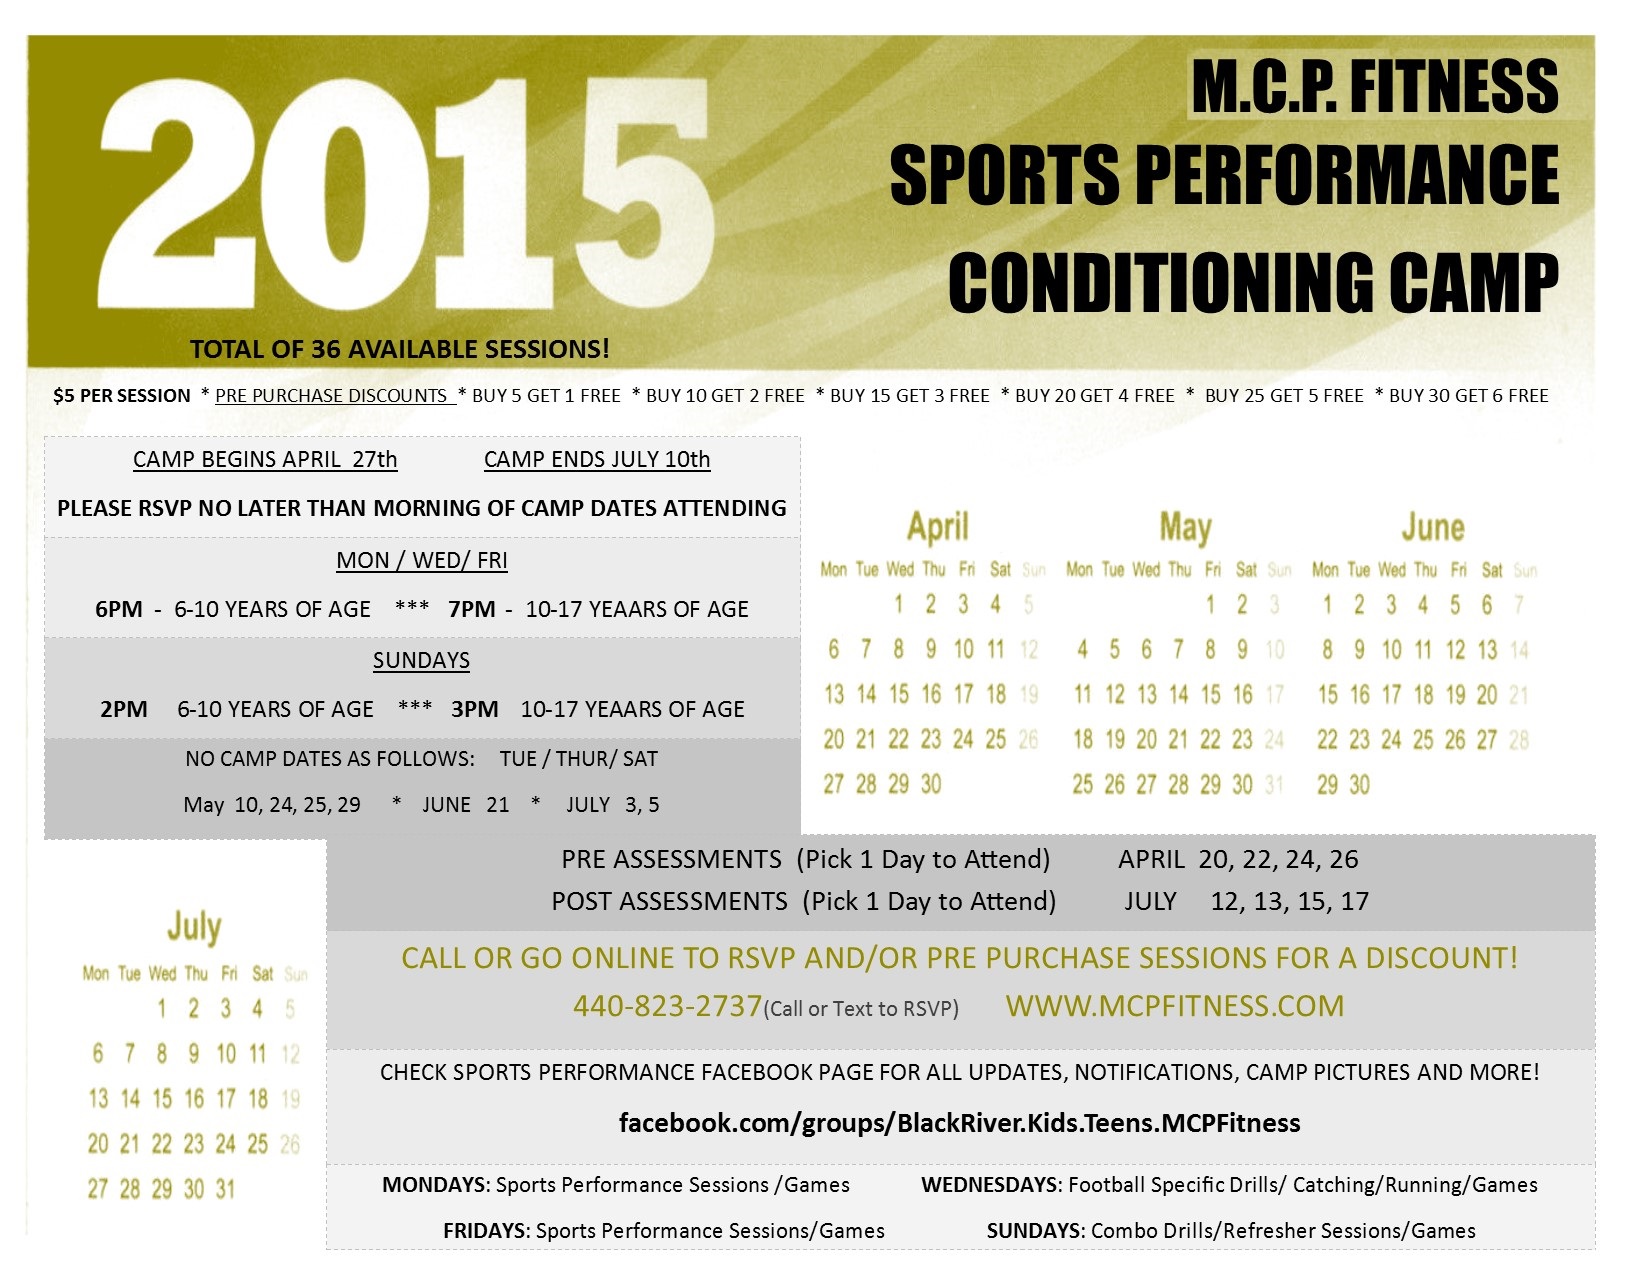 2015
M.C.P. FITNESS
SPORTS PERFORMANCE
CONDITIONING CAMP
TOTAL OF 36 AVAILABLE SESSIONS!
$5 PER SESSION * PRE PURCHASE DISCOUNTS * BUY 5 GET 1 FREE * BUY 10 GET 2 FREE * BUY 15 GET 3 FREE * BUY 20 GET 4 FREE * BUY 25 GET 5 FREE * BUY 30 GET 6 FREE
CAMP BEGINS APRIL 27th CAMP ENDS JULY 10th
PLEASE RSVP NO LATER THAN MORNING OF CAMP DATES ATTENDING
MON / WED/ FRI
6PM - 6-10 YEARS OF AGE *** 7PM - 10-17 YEAARS OF AGE
SUNDAYS
2PM 6-10 YEARS OF AGE *** 3PM 10-17 YEAARS OF AGE
NO CAMP DATES AS FOLLOWS: TUE / THUR/ SAT
May 10, 24, 25, 29 * JUNE 21 * JULY 3, 5
April
Mon Tue Wed Thu Fri Sat Sun
1 2 3 4 5
6 7 8 9 10 11 12
13 14 15 16 17 18 19
20 21 22 23 24 25 26
27 28 29 30
May
Mon Tue Wed Thu Fri Sat Sun
1 2 3
4 5 6 7 8 9 10
11 12 13 14 15 16 17
18 19 20 21 22 23 24
25 26 27 28 29 30 31
June
Mon Tue Wed Thu Fri Sat Sun
1 2 3 4 5 6 7
8 9 10 11 12 13 14
15 16 17 18 19 20 21
22 23 24 25 26 27 28
29 30
July
Mon Tue Wed Thu Fri Sat Sun
1 2 3 4 5
6 7 8 9 10 11 12
13 14 15 16 17 18 19
20 21 22 23 24 25 26
27 28 29 30 31
PRE ASSESSMENTS (Pick 1 Day to Attend) APRIL 20, 22, 24, 26
POST ASSESSMENTS (Pick 1 Day to Attend) JULY 12, 13, 15, 17
CALL OR GO ONLINE TO RSVP AND/OR PRE PURCHASE SESSIONS FOR A DISCOUNT!
440-823-2737(Call or Text to RSVP) WWW.MCPFITNESS.COM
CHECK SPORTS PERFORMANCE FACEBOOK PAGE FOR ALL UPDATES, NOTIFICATIONS, CAMP PICTURES AND MORE!
facebook.com/groups/BlackRiver.Kids.Teens.MCPFitness
MONDAYS: Sports Performance Sessions /Games WEDNESDAYS: Football Specific Drills/ Catching/Running/Games
FRIDAYS: Sports Performance Sessions/Games SUNDAYS: Combo Drills/Refresher Sessions/Games